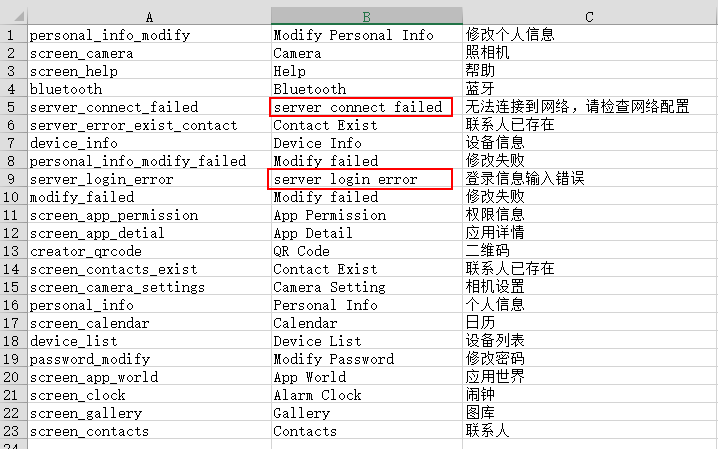 A B C
1 personal_info_modify Modify Personal Info 修改个人信息
2 screen_camera Camera 照相机
3 screen_help Help 帮助
4 bluetooth Bluetooth 蓝牙
5 server_connect_failed server connect failed 无法连接到网络，请检查网络配置
6 server_error_exist_contact Contact Exist 联系人已存在
7 device_info Device Info 设备信息
8 personal_info_modify_failed Modify failed 修改失败
9 server_login_error server login error 登录信息输入错误
10 modify_failed Modify failed 修改失败
11 screen_app_permission App Permission 权限信息
12 screen_app_detial App Detail 应用详情
13 creator_qrcode QR Code 二维码
14 screen_contacts_exist Contact Exist 联系人已存在
15 screen_camera_settings Camera Setting 相机设置
16 personal_info Personal Info 个人信息
17 screen_calendar Calendar 日历
18 device_list Device List 设备列表
19 password_modify Modify Password 修改密码
20 screen_app_world App World 应用世界
21 screen_clock Alarm Clock 闹钟
22 screen_gallery Gallery 图库
23 screen_contacts Contacts 联系人